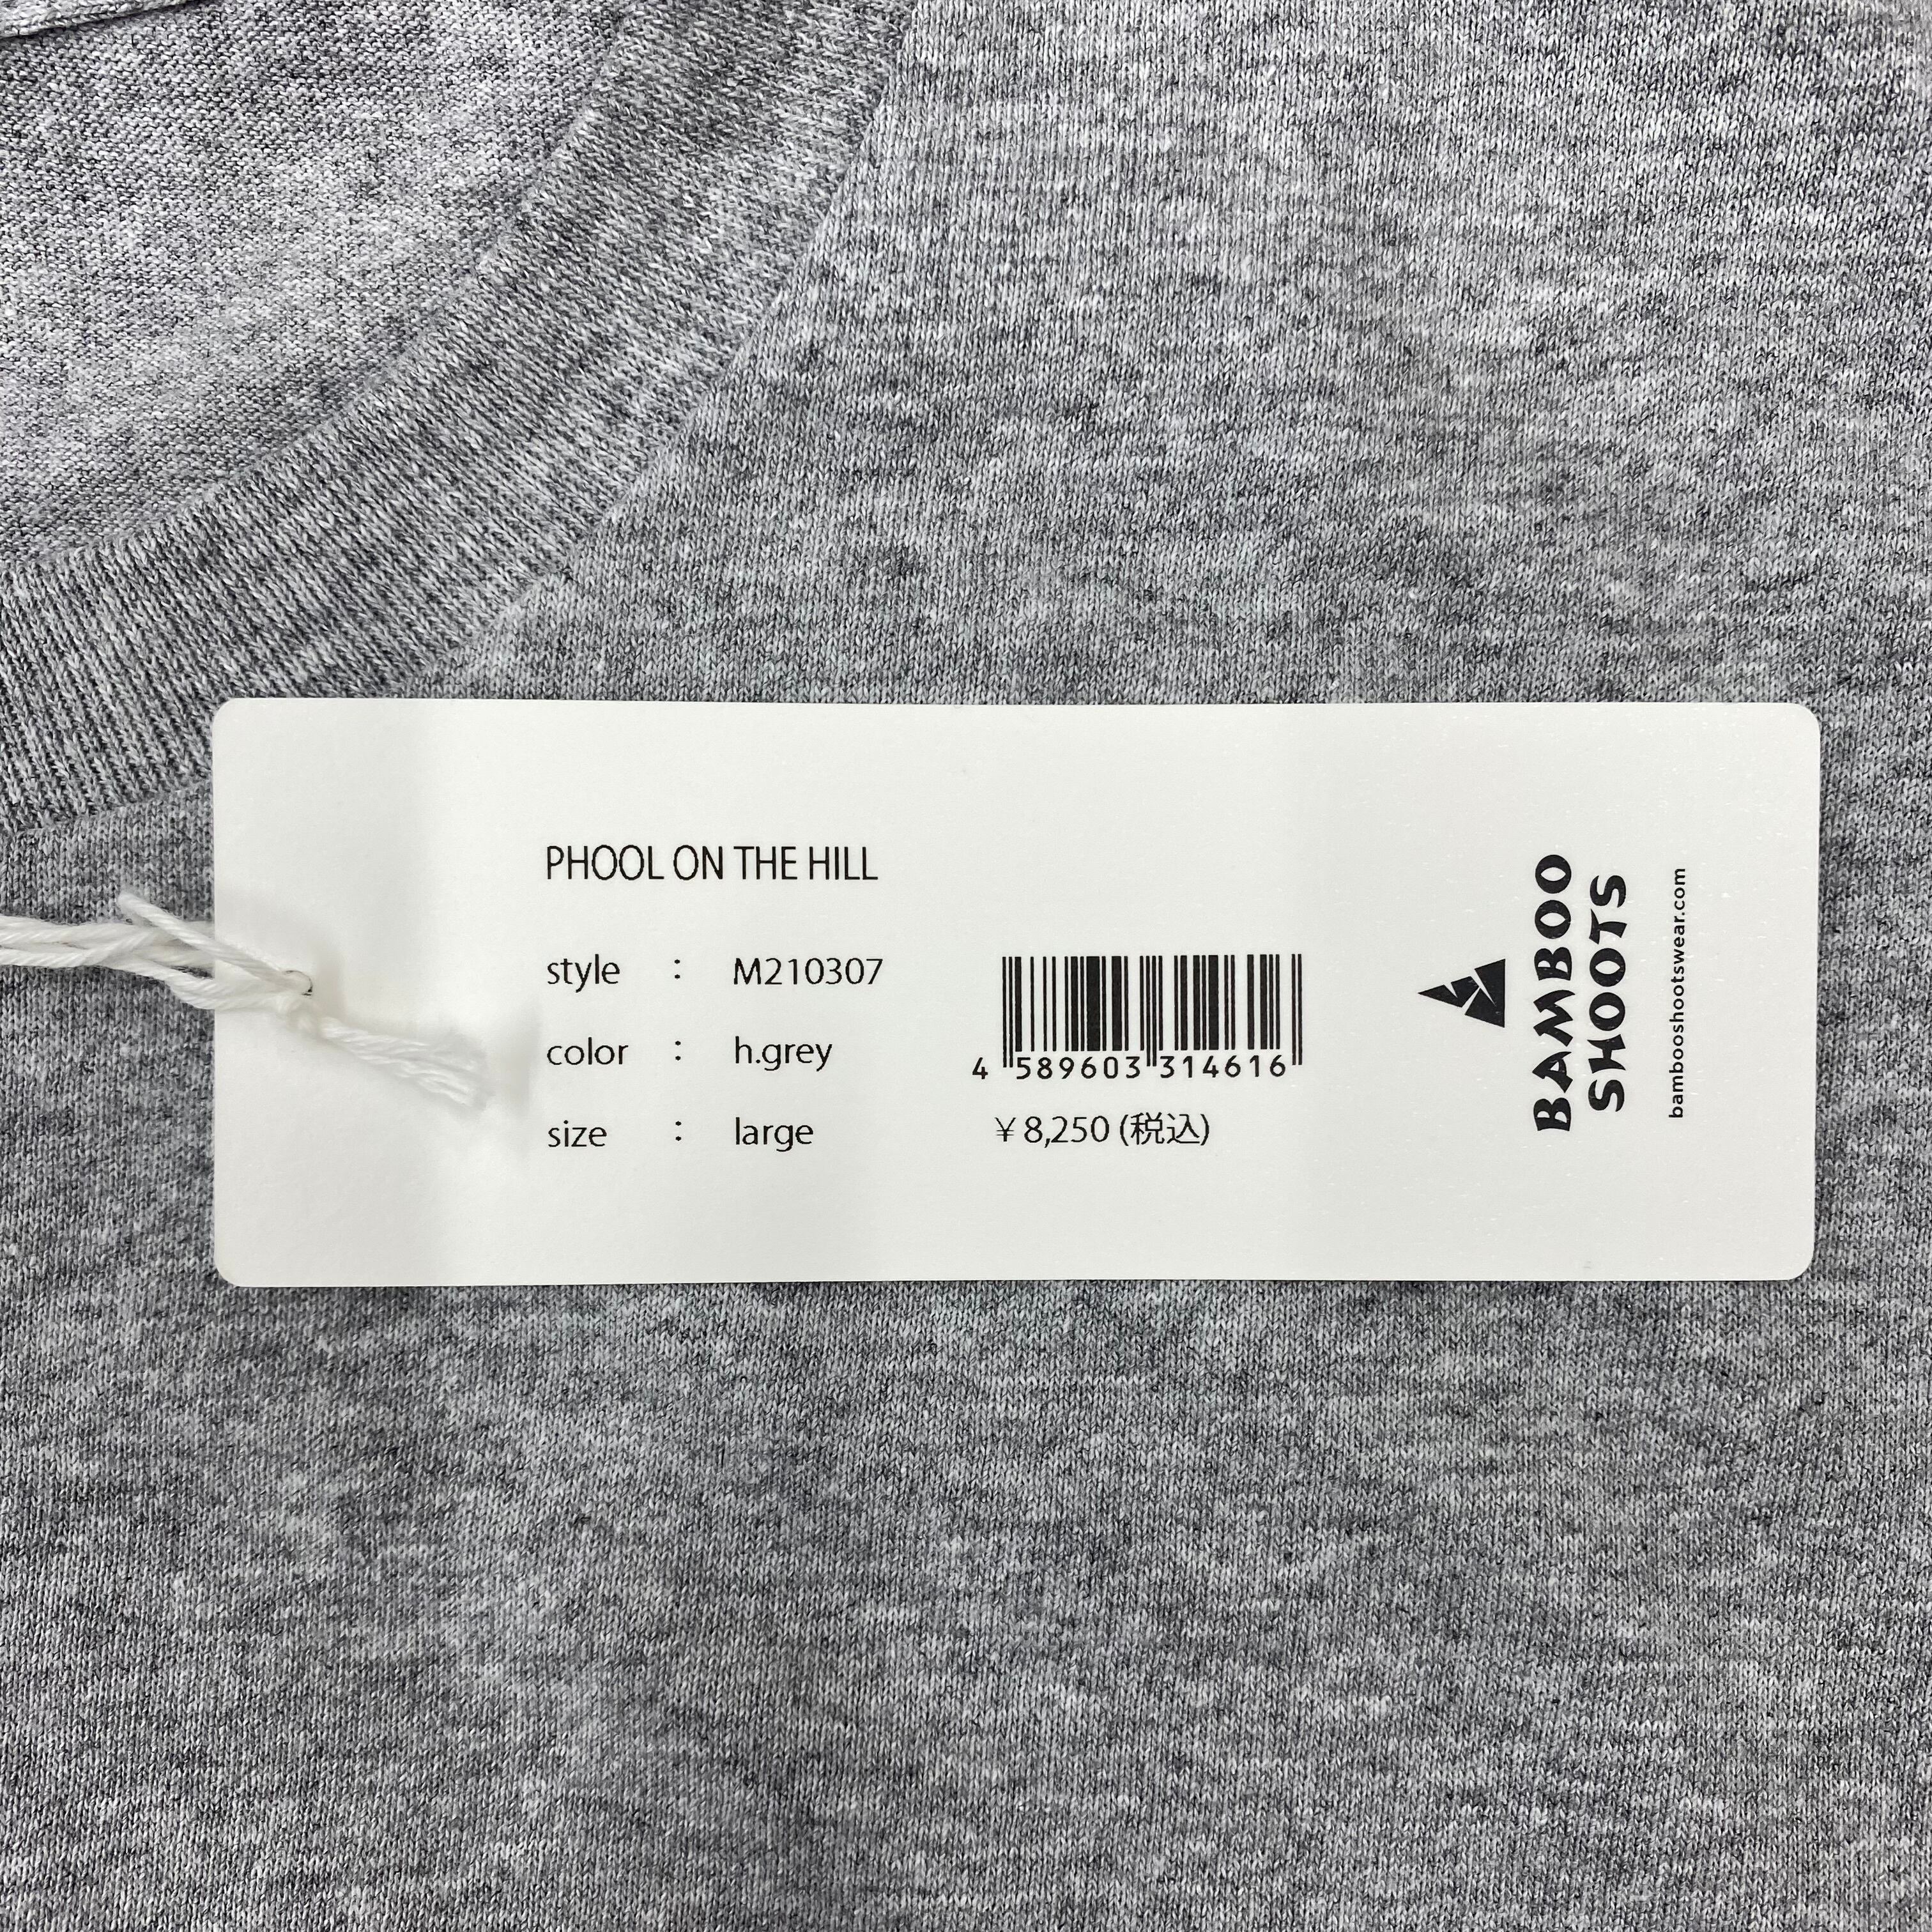 PHOOL ON THE HILL
style : M210307
color : h.grey
size : large
4 589603 314616
¥8,250 (税込)
BAMBOO
SHOOTS
bambooshootswear.com